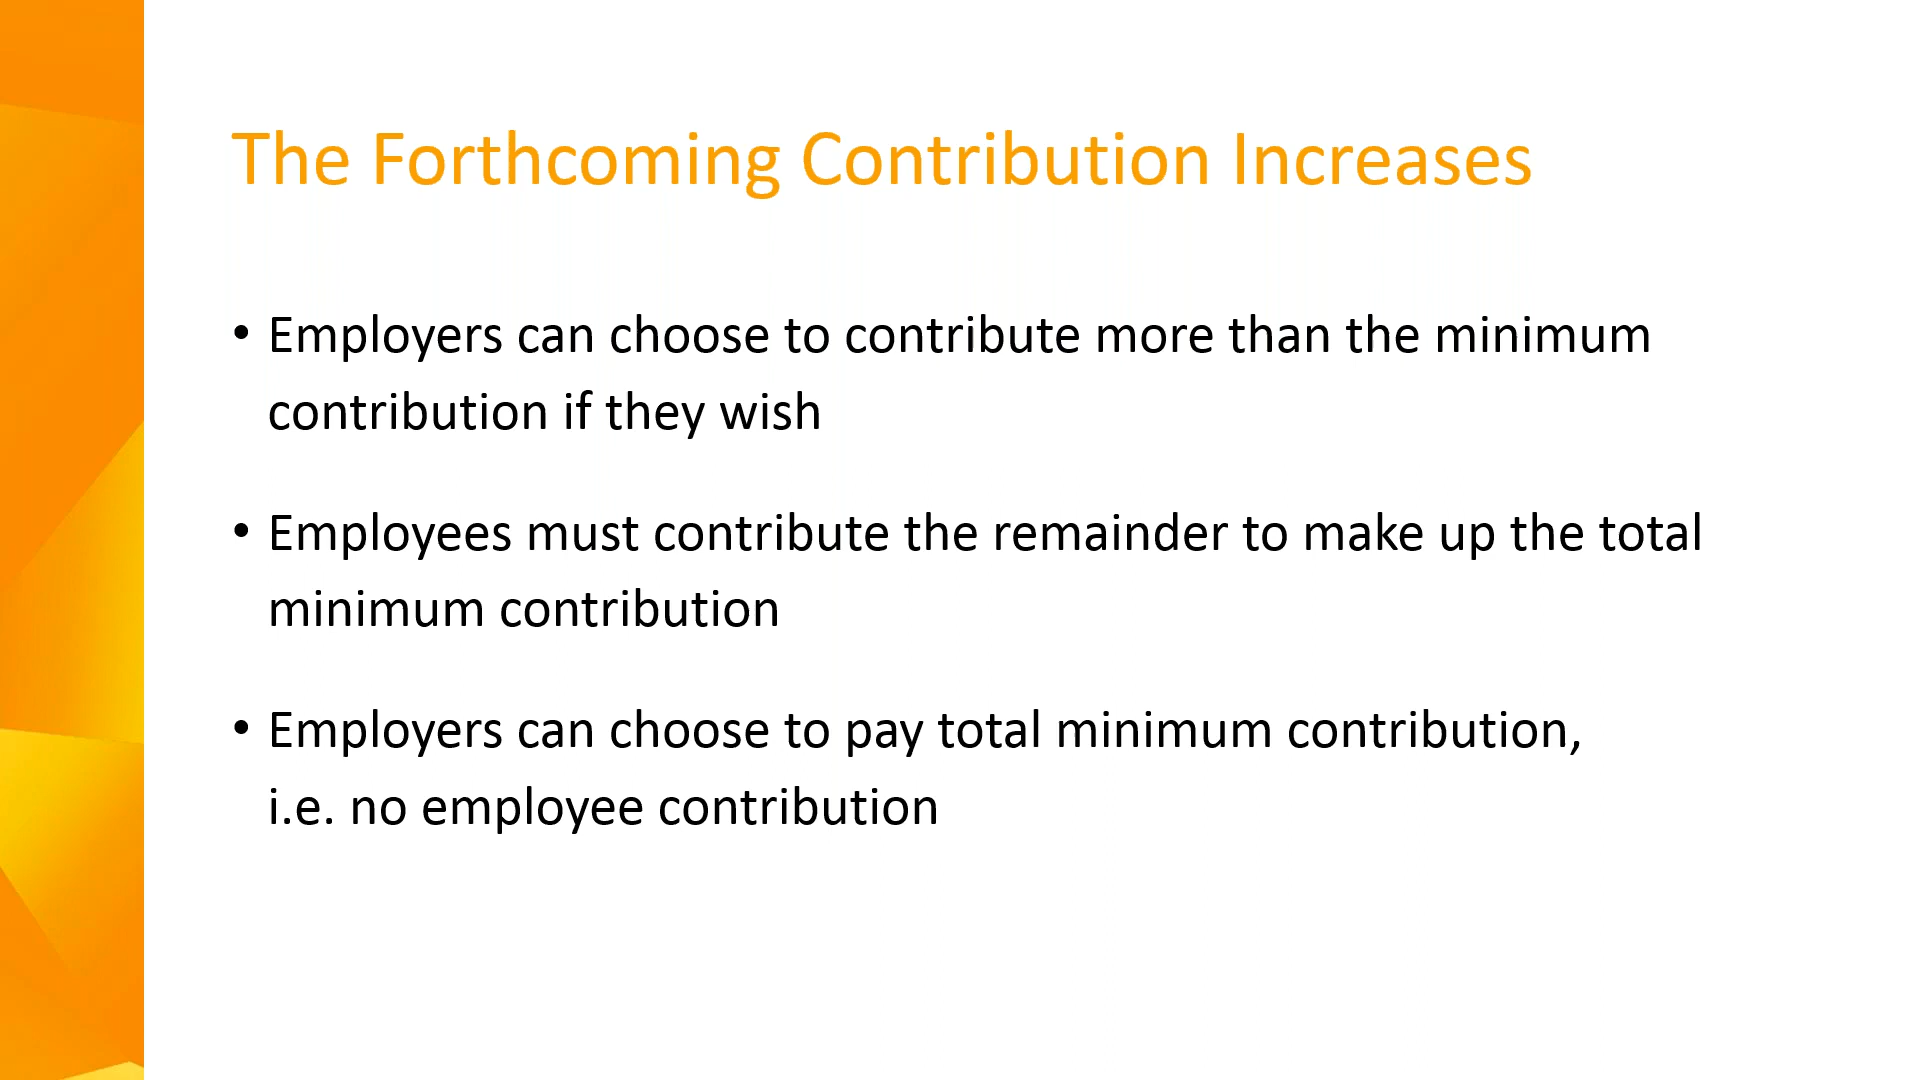 The Forthcoming Contribution Increases
• Employers can choose to contribute more than the minimum
contribution if they wish
• Employees must contribute the remainder to make up the total
minimum contribution
• Employers can choose to pay total minimum contribution,
i.e. no employee contribution